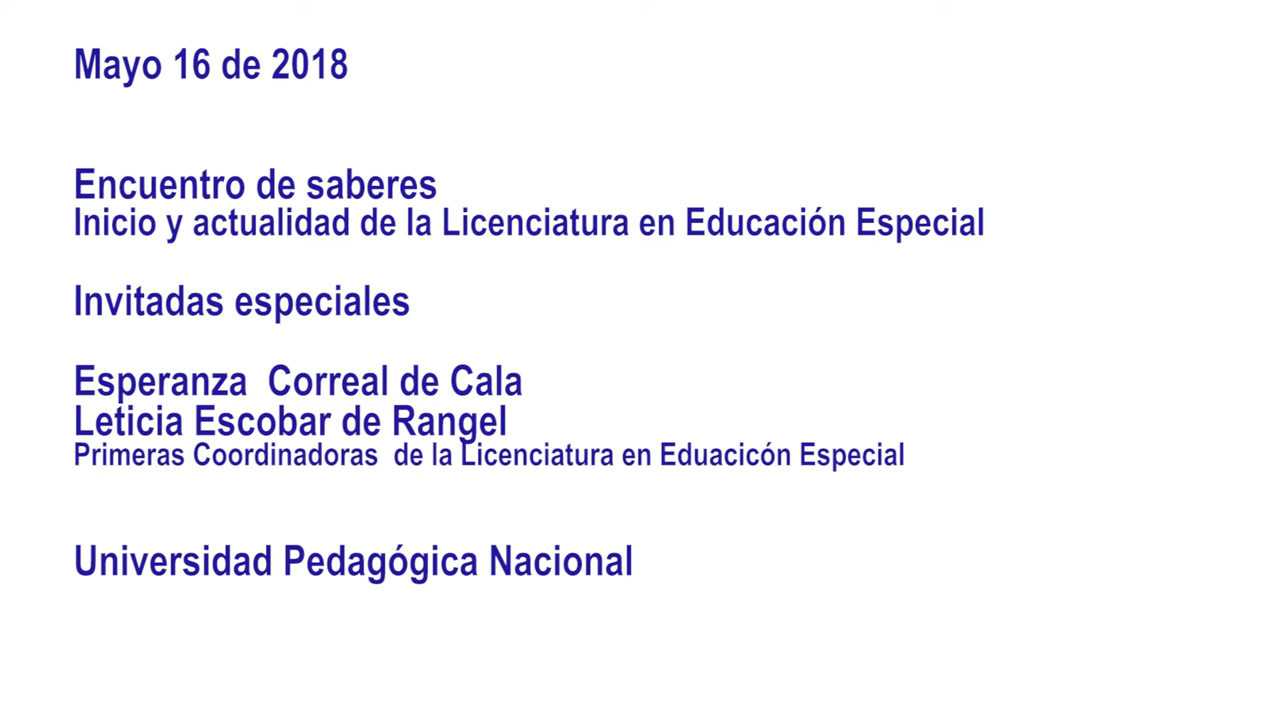 Mayo 16 de 2018
Encuentro de saberes
Inicio y actualidad de la Licenciatura en Educación Especial
Invitadas especiales
Esperanza  Correal de Cala
Leticia Escobar de Rangel
Primeras Coordinadoras  de la Licenciatura en Eduacicón Especial
Universidad Pedagógica Nacional